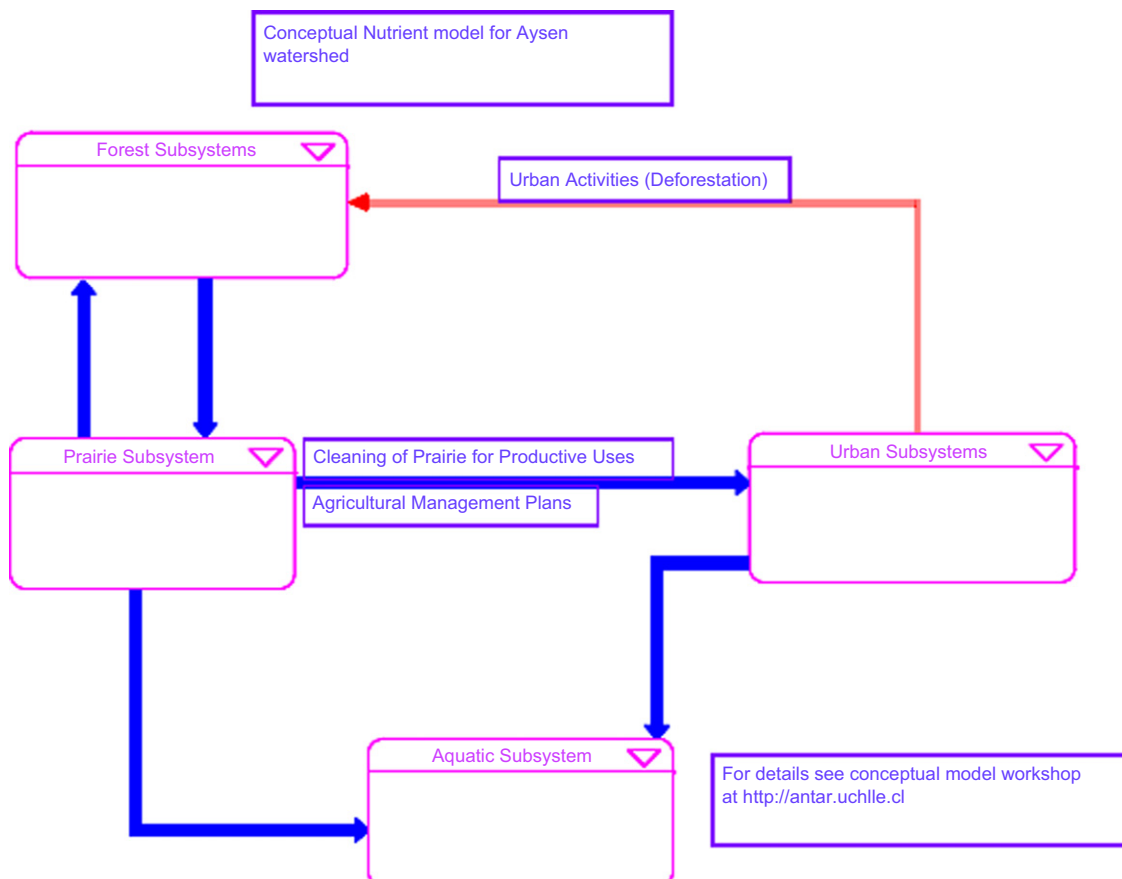 Conceptual Nutrient model for Aysen
watershed
Forest Subsystems
Urban Activities (Deforestation)
Prairie Subsystem
Cleaning of Prairie for Productive Uses
Agricultural Management Plans
Urban Subsystems
Aquatic Subsystem
For details see conceptual model workshop
at http://antar.uchlle.cl